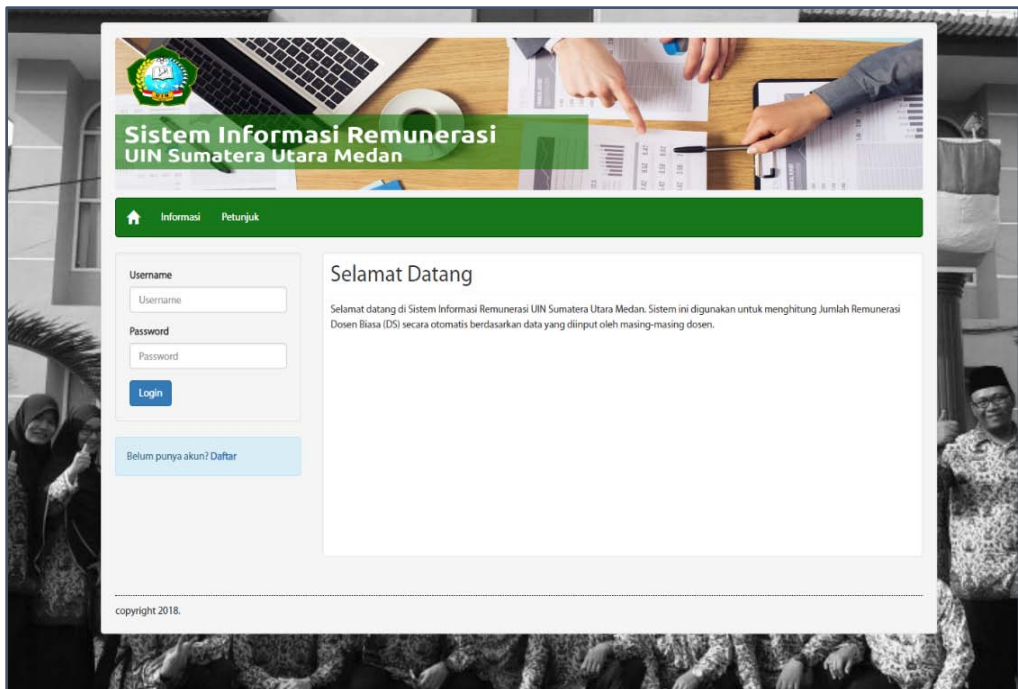 Sistem Informasi Remunerasi
UIN Sumatera Utara Medan
Informasi Petunjuk
Username
Username
Password
Password
Login
Belum punya akun? Daftar
Selamat Datang
Selamat datang di Sistem Informasi Remunerasi UIN Sumatera Utara Medan. Sistem ini digunakan untuk menghitung Jumlah Remunerasi
Dosen Biasa (DS) secara otomatis berdasarkan data yang diinput oleh masing-masing dosen.
copyright 2018.